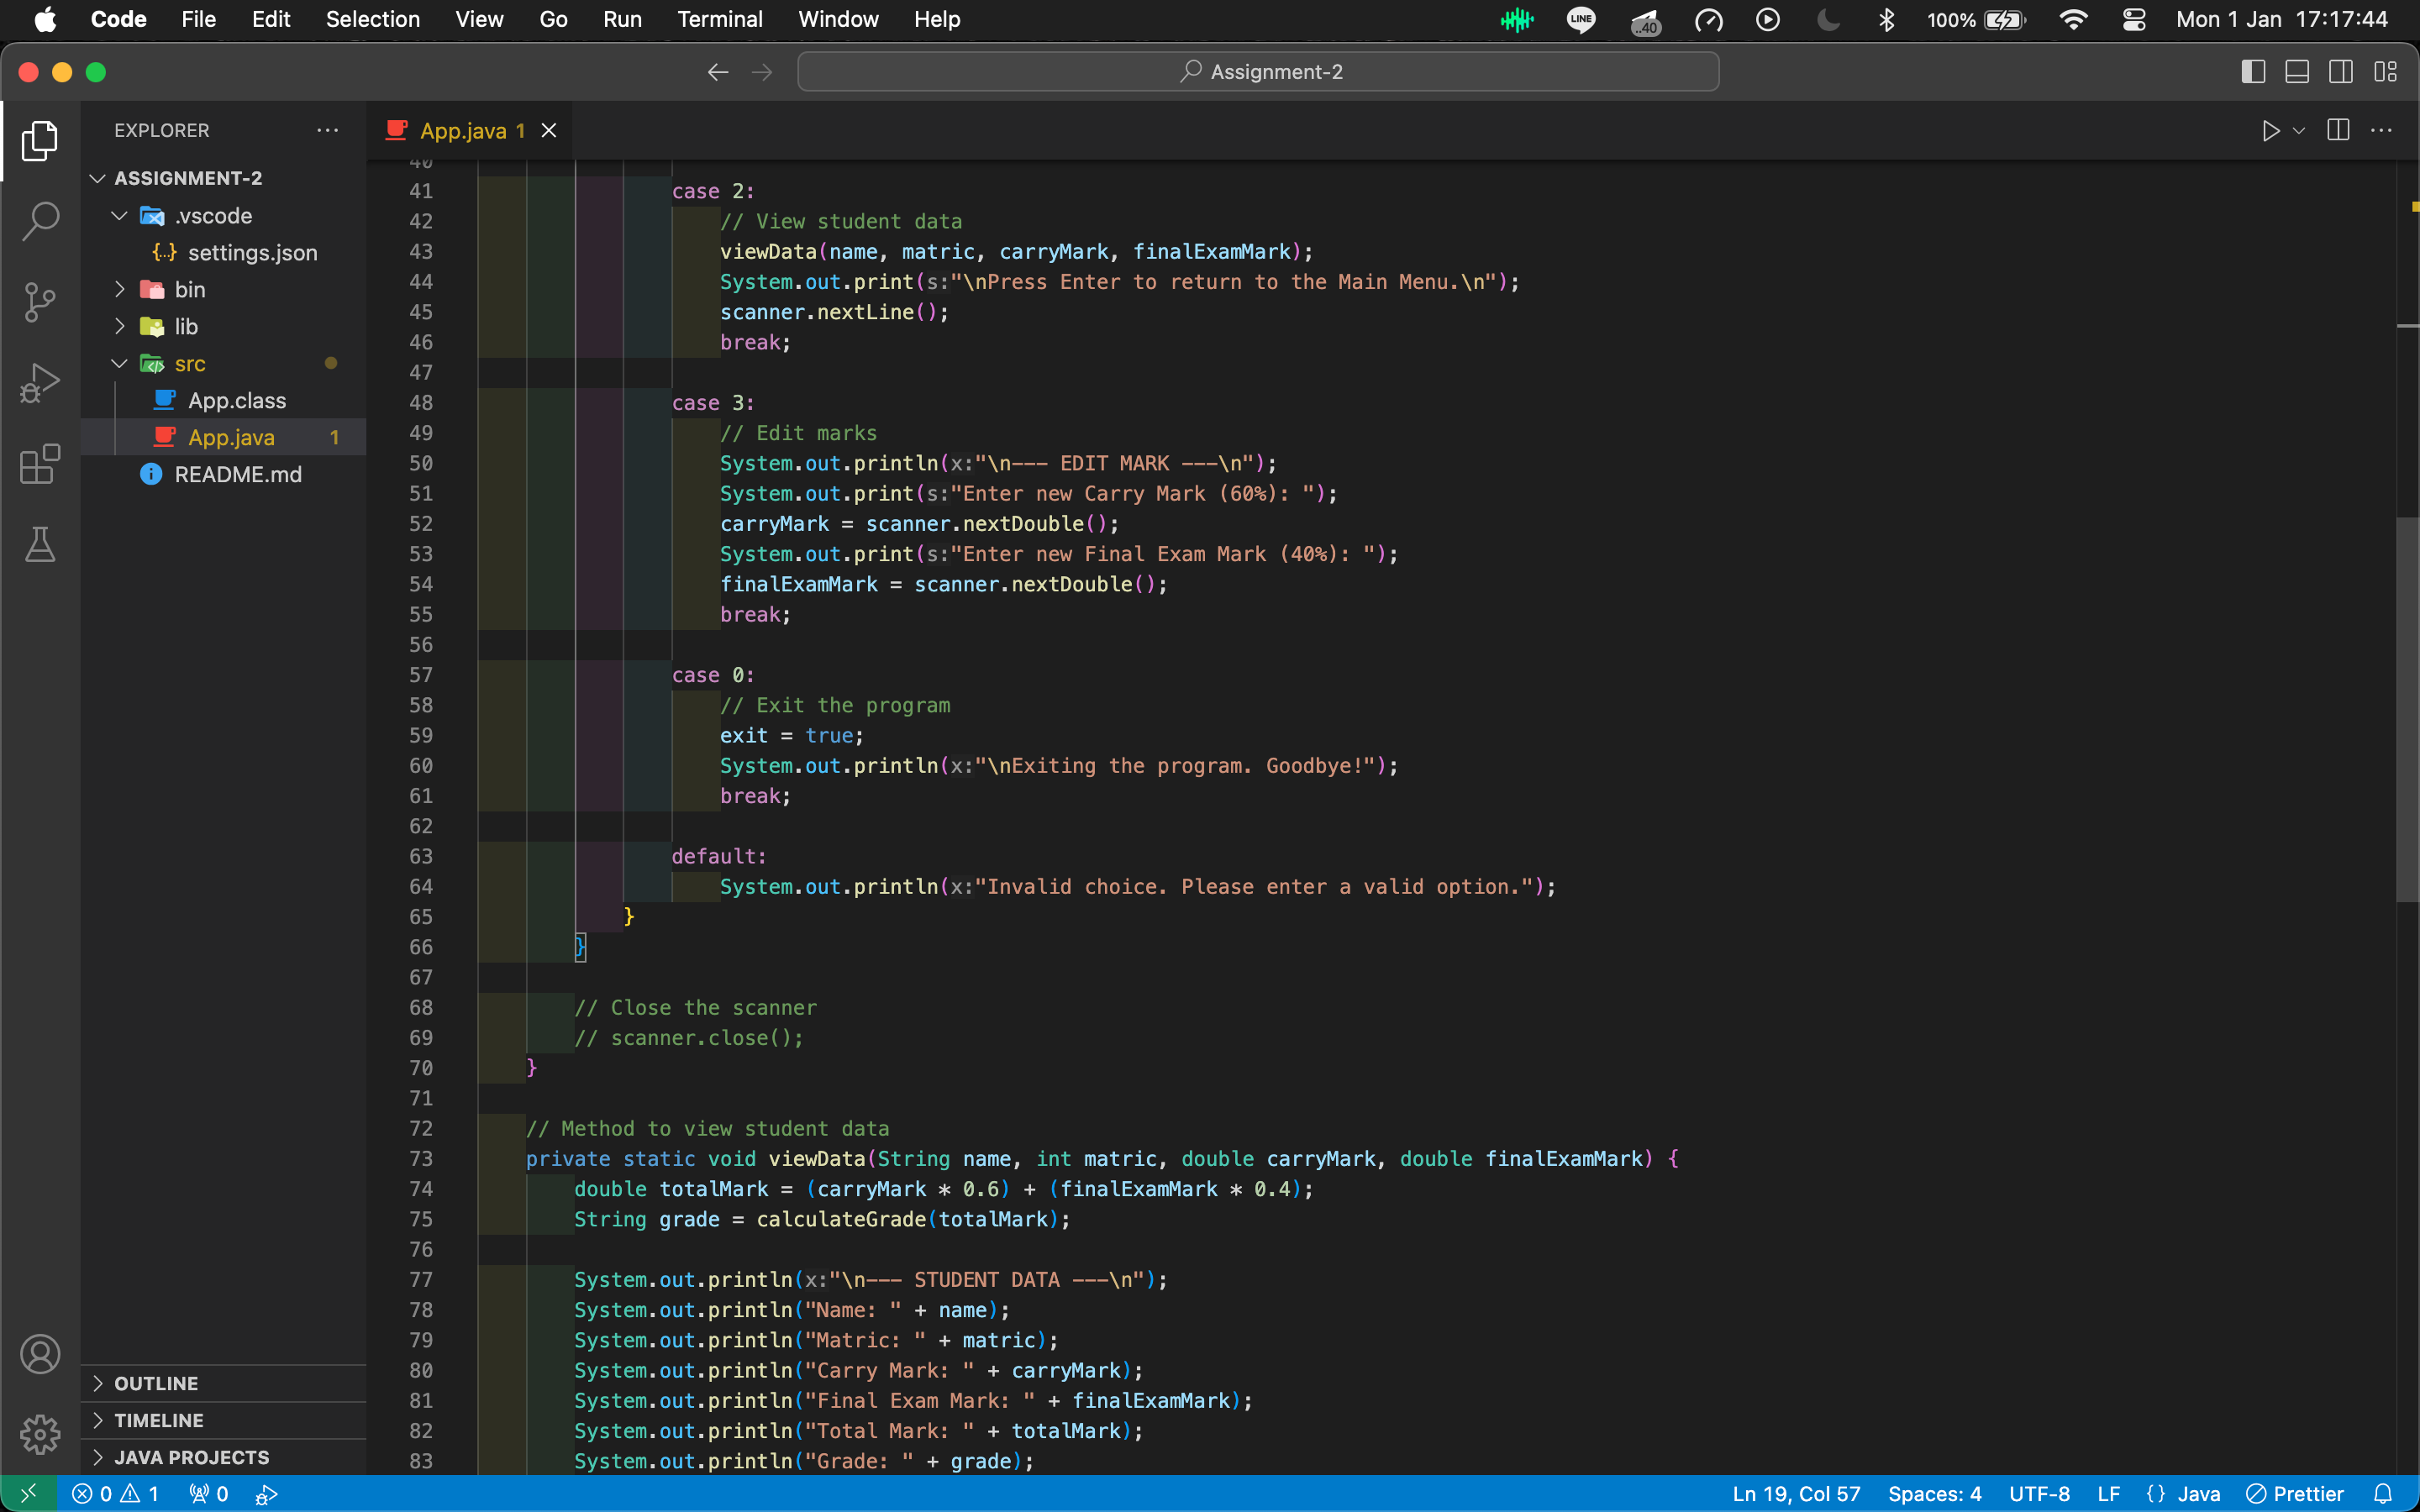 Code File Edit Selection View Go Run Terminal Window Help LINE ..40 100% Mon 1 Jan 17:17:44
Assignment-2
EXPLORER
App.java 1
ASSIGNMENT-2
.vscode
settings.json
bin
lib
src
App.class
App.java 1
README.md
OUTLINE
TIMELINE
JAVA PROJECTS
40
41 case 2:
42 // View student data
43 viewData(name, matric, carryMark, finalExamMark);
44 System.out.print(s:"\nPress Enter to return to the Main Menu.\n");
45 scanner.nextLine();
46 break;
47
48 case 3:
49 // Edit marks
50 System.out.println(x:"\n--- EDIT MARK ---\n");
51 System.out.print(s:"Enter new Carry Mark (60%): ");
52 carryMark = scanner.nextDouble();
53 System.out.print(s:"Enter new Final Exam Mark (40%): ");
54 finalExamMark = scanner.nextDouble();
55 break;
56
57 case 0:
58 // Exit the program
59 exit = true;
60 System.out.println(x:"\nExiting the program. Goodbye!");
61 break;
62
63 default:
64 System.out.println(x:"Invalid choice. Please enter a valid option.");
65 }
66 }
67
68 // Close the scanner
69 // scanner.close();
70 }
71
72 // Method to view student data
73 private static void viewData(String name, int matric, double carryMark, double finalExamMark) {
74 double totalMark = (carryMark * 0.6) + (finalExamMark * 0.4);
75 String grade = calculateGrade(totalMark);
76
77 System.out.println(x:"\n--- STUDENT DATA ---\n");
78 System.out.println("Name: " + name);
79 System.out.println("Matric: " + matric);
80 System.out.println("Carry Mark: " + carryMark);
81 System.out.println("Final Exam Mark: " + finalExamMark);
82 System.out.println("Total Mark: " + totalMark);
83 System.out.println("Grade: " + grade);
0 1 0 Ln 19, Col 57 Spaces: 4 UTF-8 LF {} Java Prettier